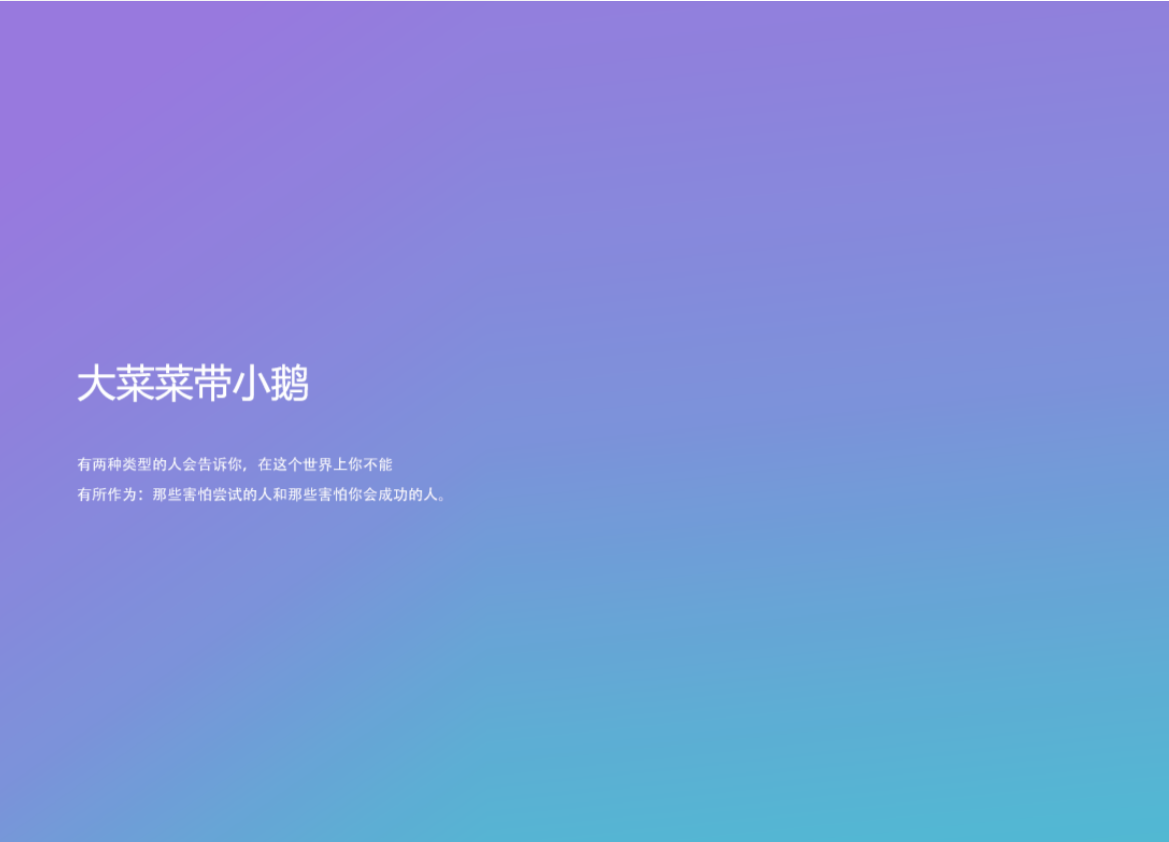 大菜菜带小鹅
有两种类型的人会告诉你，在这个世界上你不能
有所作为：那些害怕尝试的人和那些害怕你会成功的人。